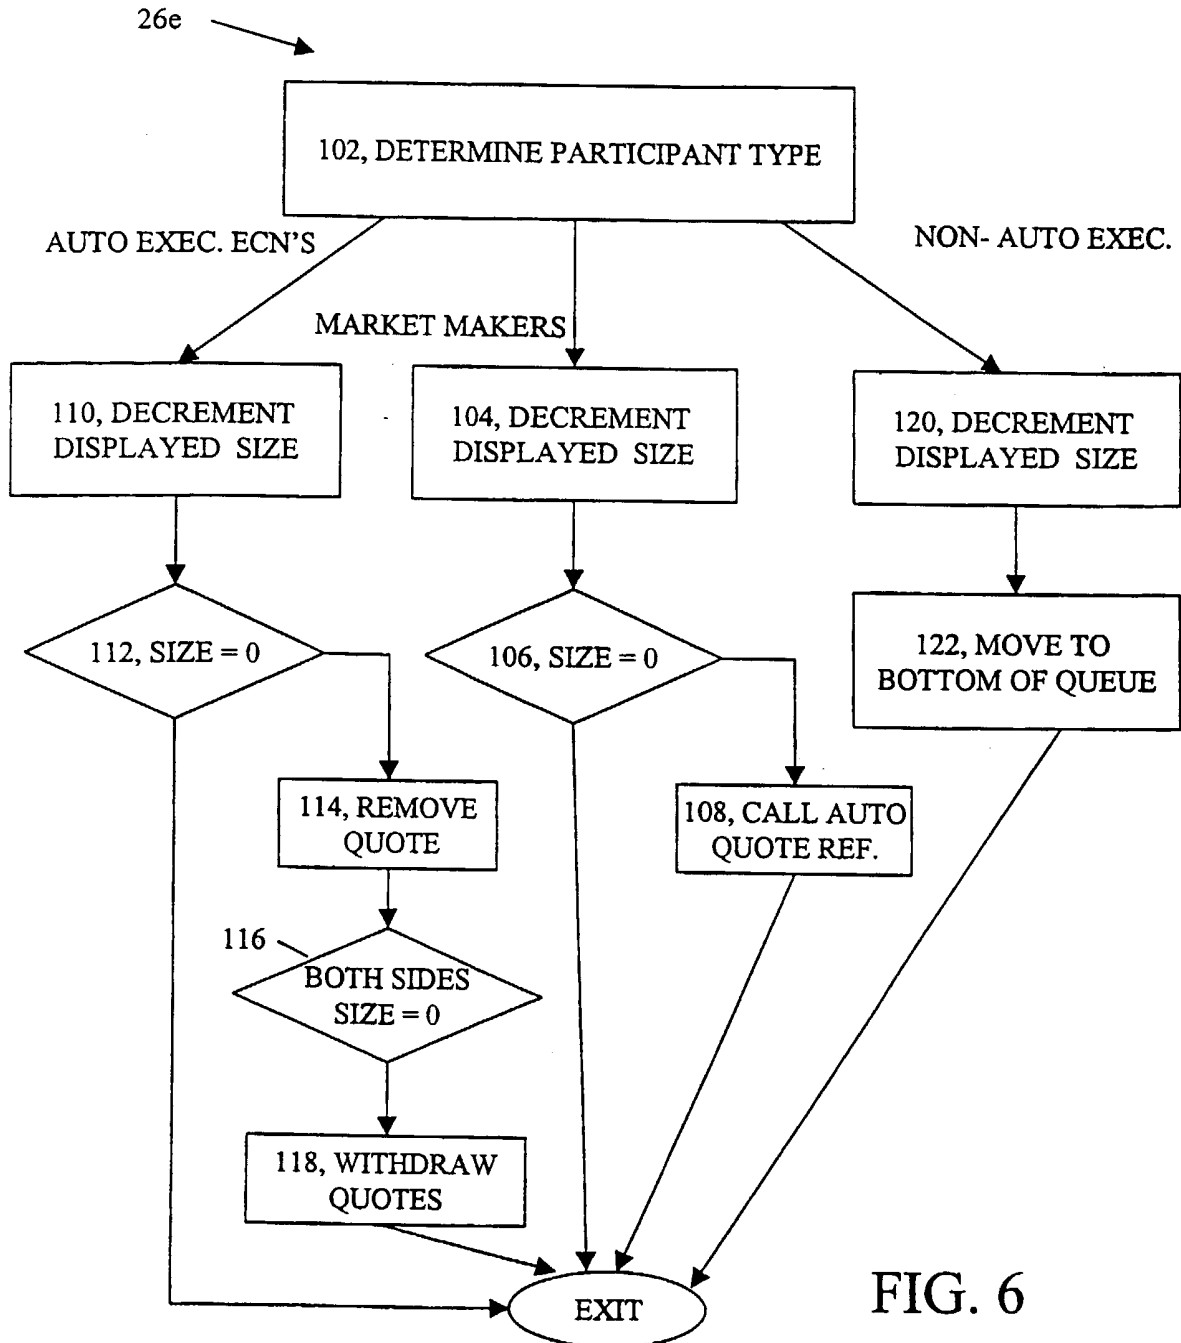 26e
102, DETERMINE PARTICIPANT TYPE
AUTO EXEC. ECN'S
NON- AUTO EXEC.
MARKET MAKERS
110, DECREMENT
DISPLAYED SIZE
104, DECREMENT
DISPLAYED SIZE
120, DECREMENT
DISPLAYED SIZE
112, SIZE = 0
106, SIZE = 0
122, MOVE TO
BOTTOM OF QUEUE
114, REMOVE
QUOTE
108, CALL AUTO
QUOTE REF.
116
BOTH SIDES
SIZE = 0
118, WITHDRAW
QUOTES
EXIT
FIG. 6